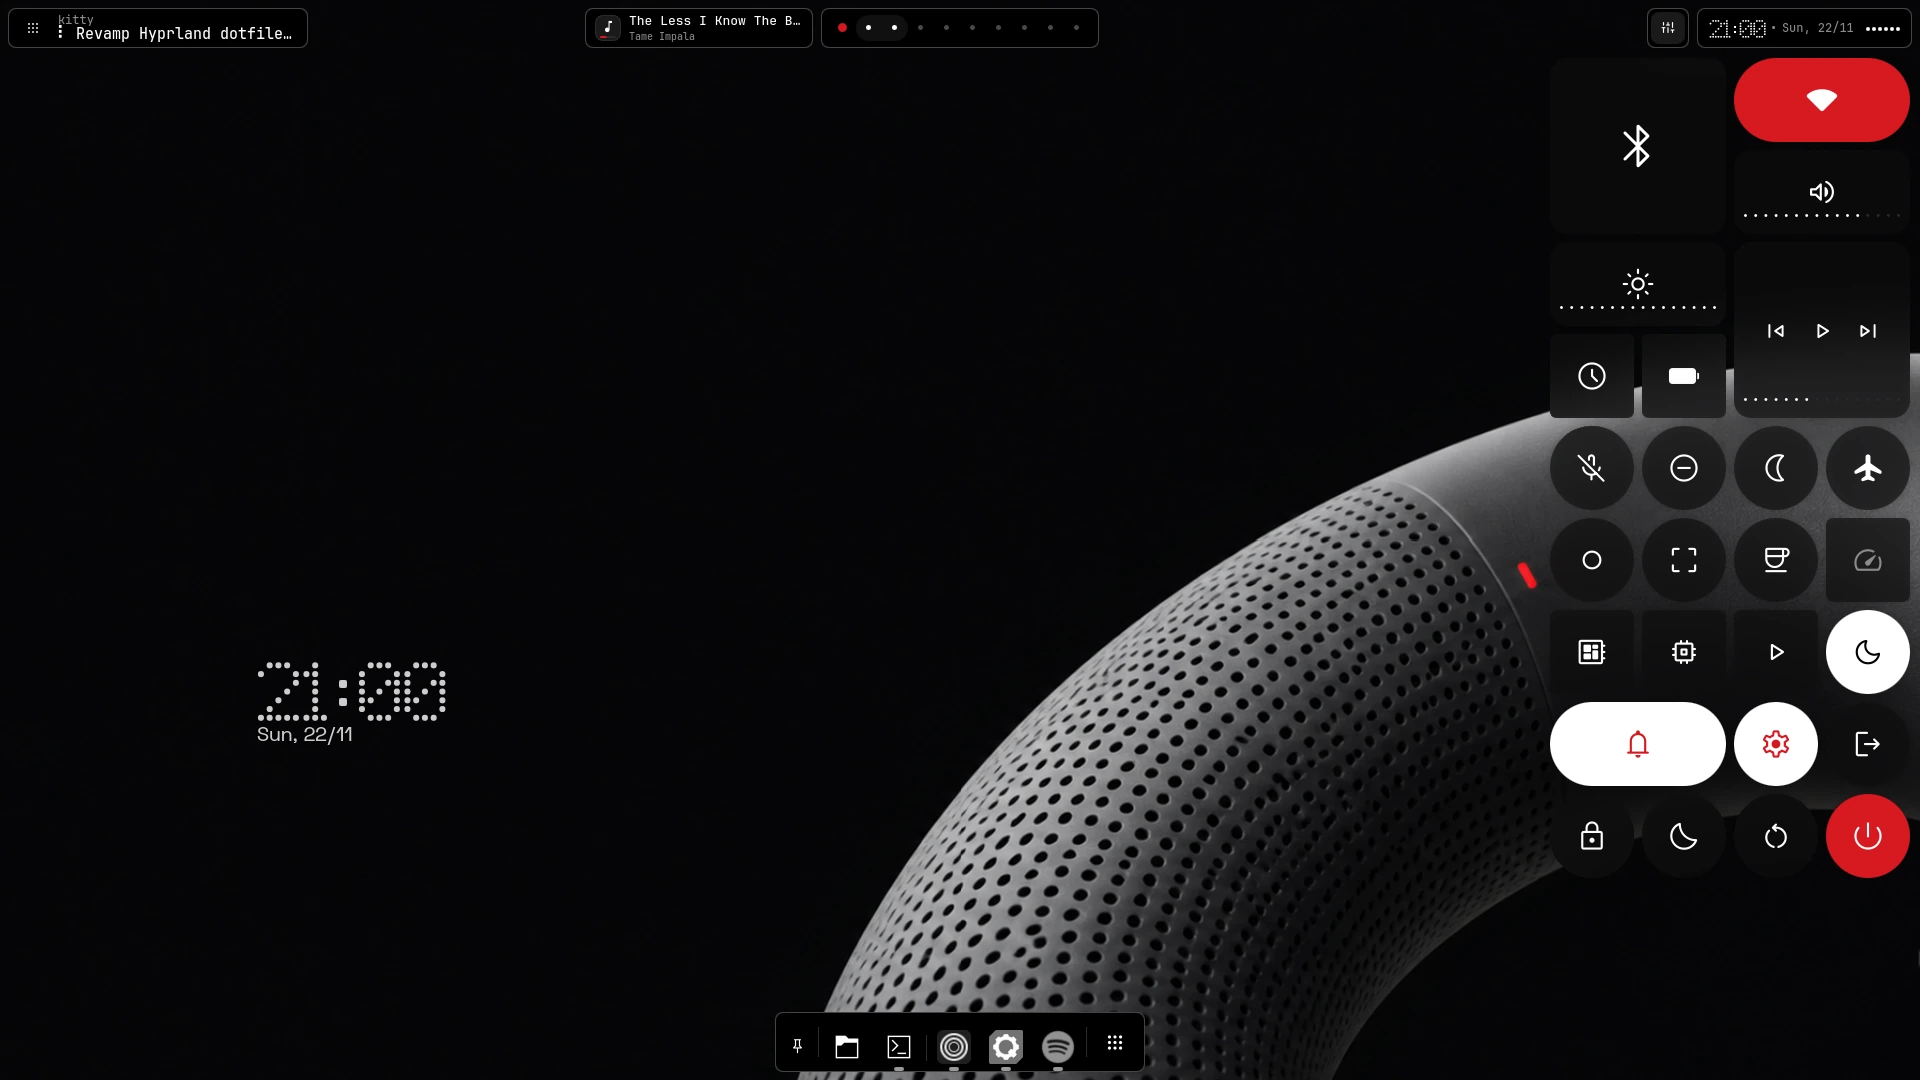 kitty
Revamp Hyprland dotfile…
The Less I Know The B…
Tame Impala
21:00 • Sun, 22/11
21:00
Sun, 22/11